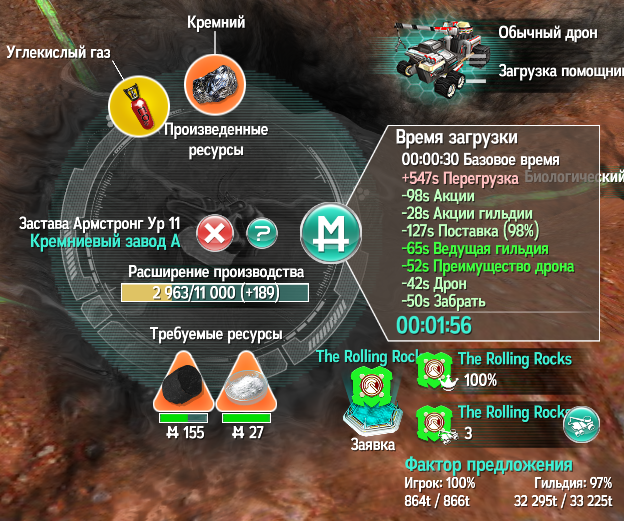 Кремний
Углекислый газ
Произведенные
ресурсы
Обычный дрон
Загрузка помощни
Время загрузки
00:00:30 Базовое время
+547s Перегрузка
Биологический
-98s Акции
-28s Акции гильдии
-127s Поставка (98%)
-65s Ведущая гильдия
-52s Преимущество дрона
-42s Дрон
-50s Забрать
00:01:56
Застава Армстронг Ур 11
Кремниевый завод A
?
Расширение производства
2 963/11 000 (+189)
Требуемые ресурсы
155
27
The Rolling Rock
Заявка
The Rolling Rocks
100%
The Rolling Rocks
3
Фактор предложения
Игрок: 100%
Гильдия: 97%
864t / 866t
32 295t / 33 225t